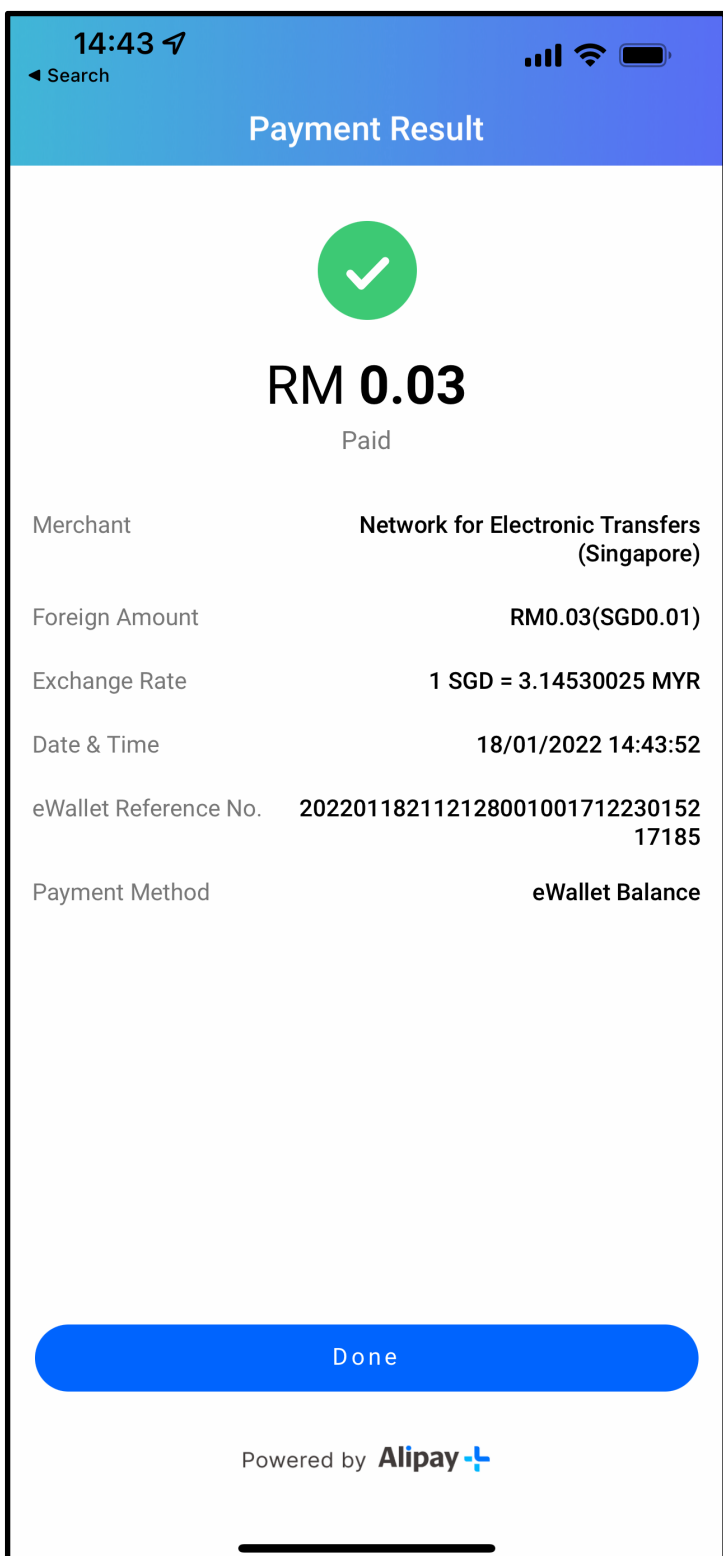 14:43
◀ Search
Payment Result
RM 0.03
Paid
Merchant
Network for Electronic Transfers
(Singapore)
Foreign Amount
RM0.03(SGD0.01)
Exchange Rate
1 SGD = 3.14530025 MYR
Date & Time
18/01/2022 14:43:52
eWallet Reference No.
202201182112128001001712230152
17185
Payment Method
eWallet Balance
Done
Powered by Alipay+